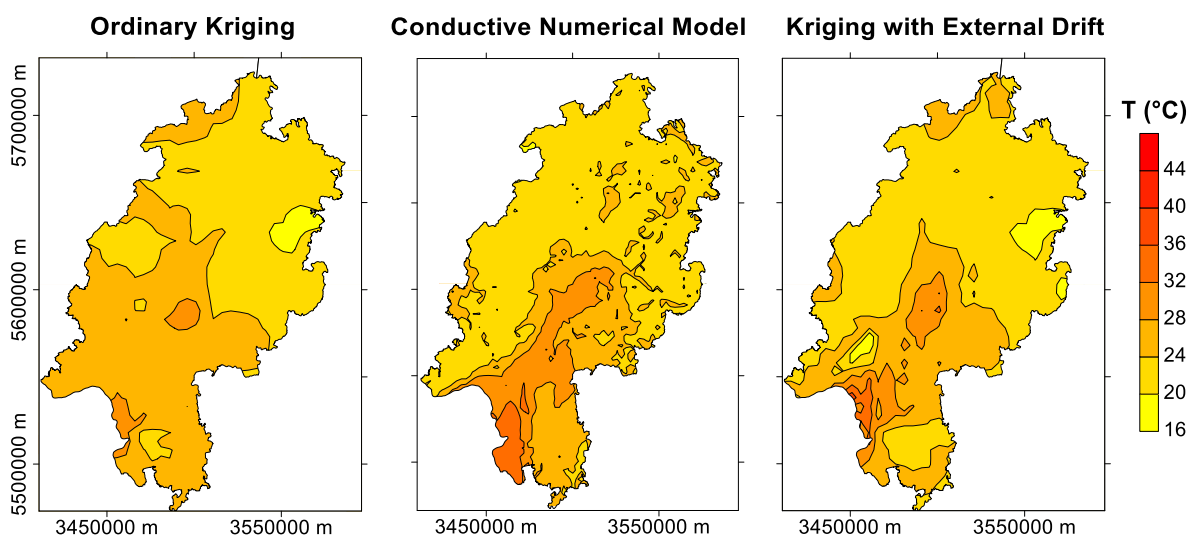 Ordinary Kriging
Conductive Numerical Model
Kriging with External Drift
T (°C)
44
40
36
32
28
24
20
16
5700000 m
5600000 m
5500000 m
3450000 m
3550000 m
3450000 m
3550000 m
3450000 m
3550000 m